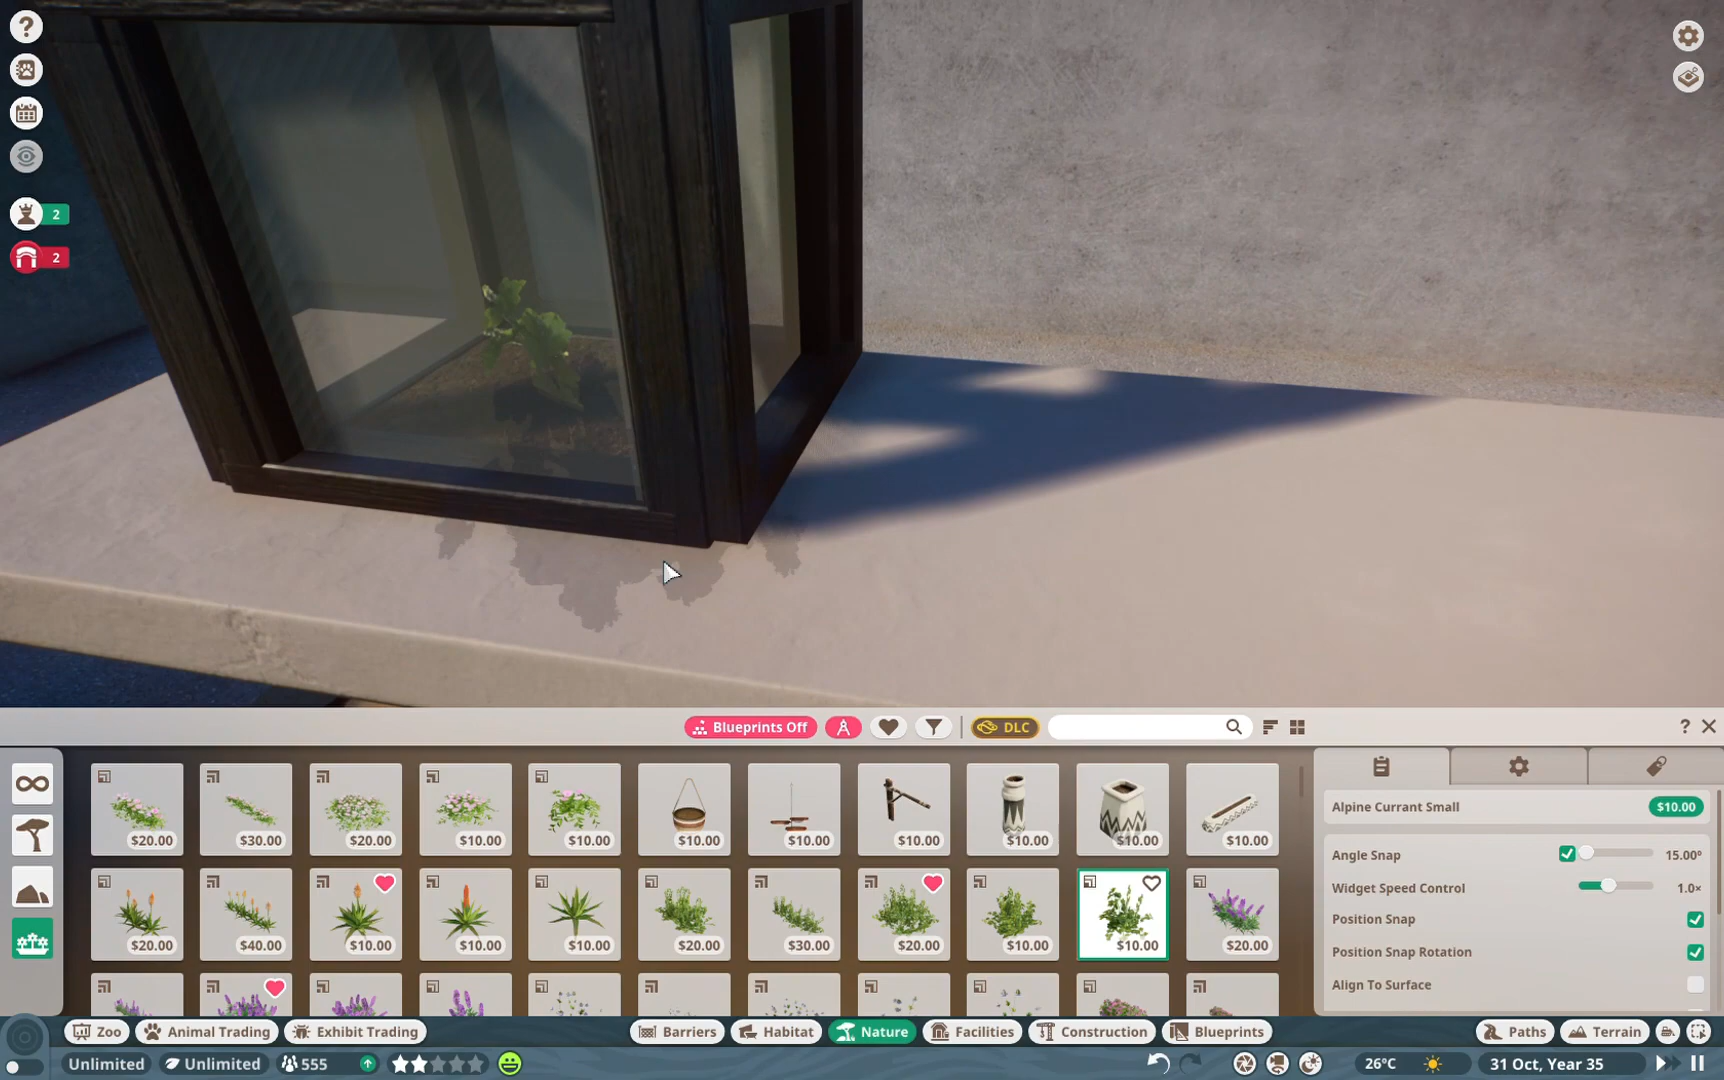 ?
2
2
Blueprints Off
DLC
?
$20.00
$30.00
$20.00
$10.00
$10.00
$10.00
$10.00
$10.00
$10.00
$10.00
$10.00
$20.00
$40.00
$10.00
$10.00
$10.00
$20.00
$30.00
$20.00
$10.00
$10.00
$20.00
Alpine Currant Small
$10.00
Angle Snap
15.00°
Widget Speed Control
1.0×
Position Snap
Position Snap Rotation
Align To Surface
Zoo
Animal Trading
Exhibit Trading
Barriers
Habitat
Nature
Facilities
Construction
Blueprints
Paths
Terrain
Unlimited
Unlimited
555
26°C
31 Oct, Year 35